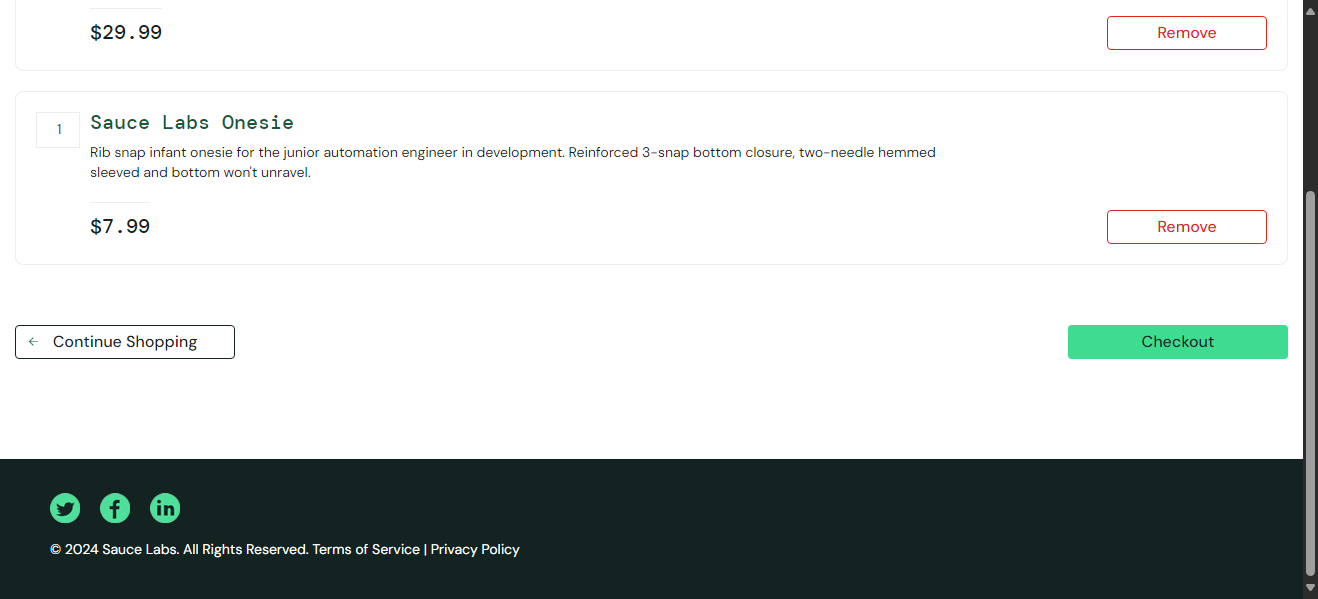 $29.99
Remove
1
Sauce Labs Onesie
Rib snap infant onesie for the junior automation engineer in development. Reinforced 3-snap bottom closure, two-needle hemmed
sleeved and bottom won't unravel.
$7.99
Remove
Continue Shopping
Checkout
© 2024 Sauce Labs. All Rights Reserved. Terms of Service | Privacy Policy